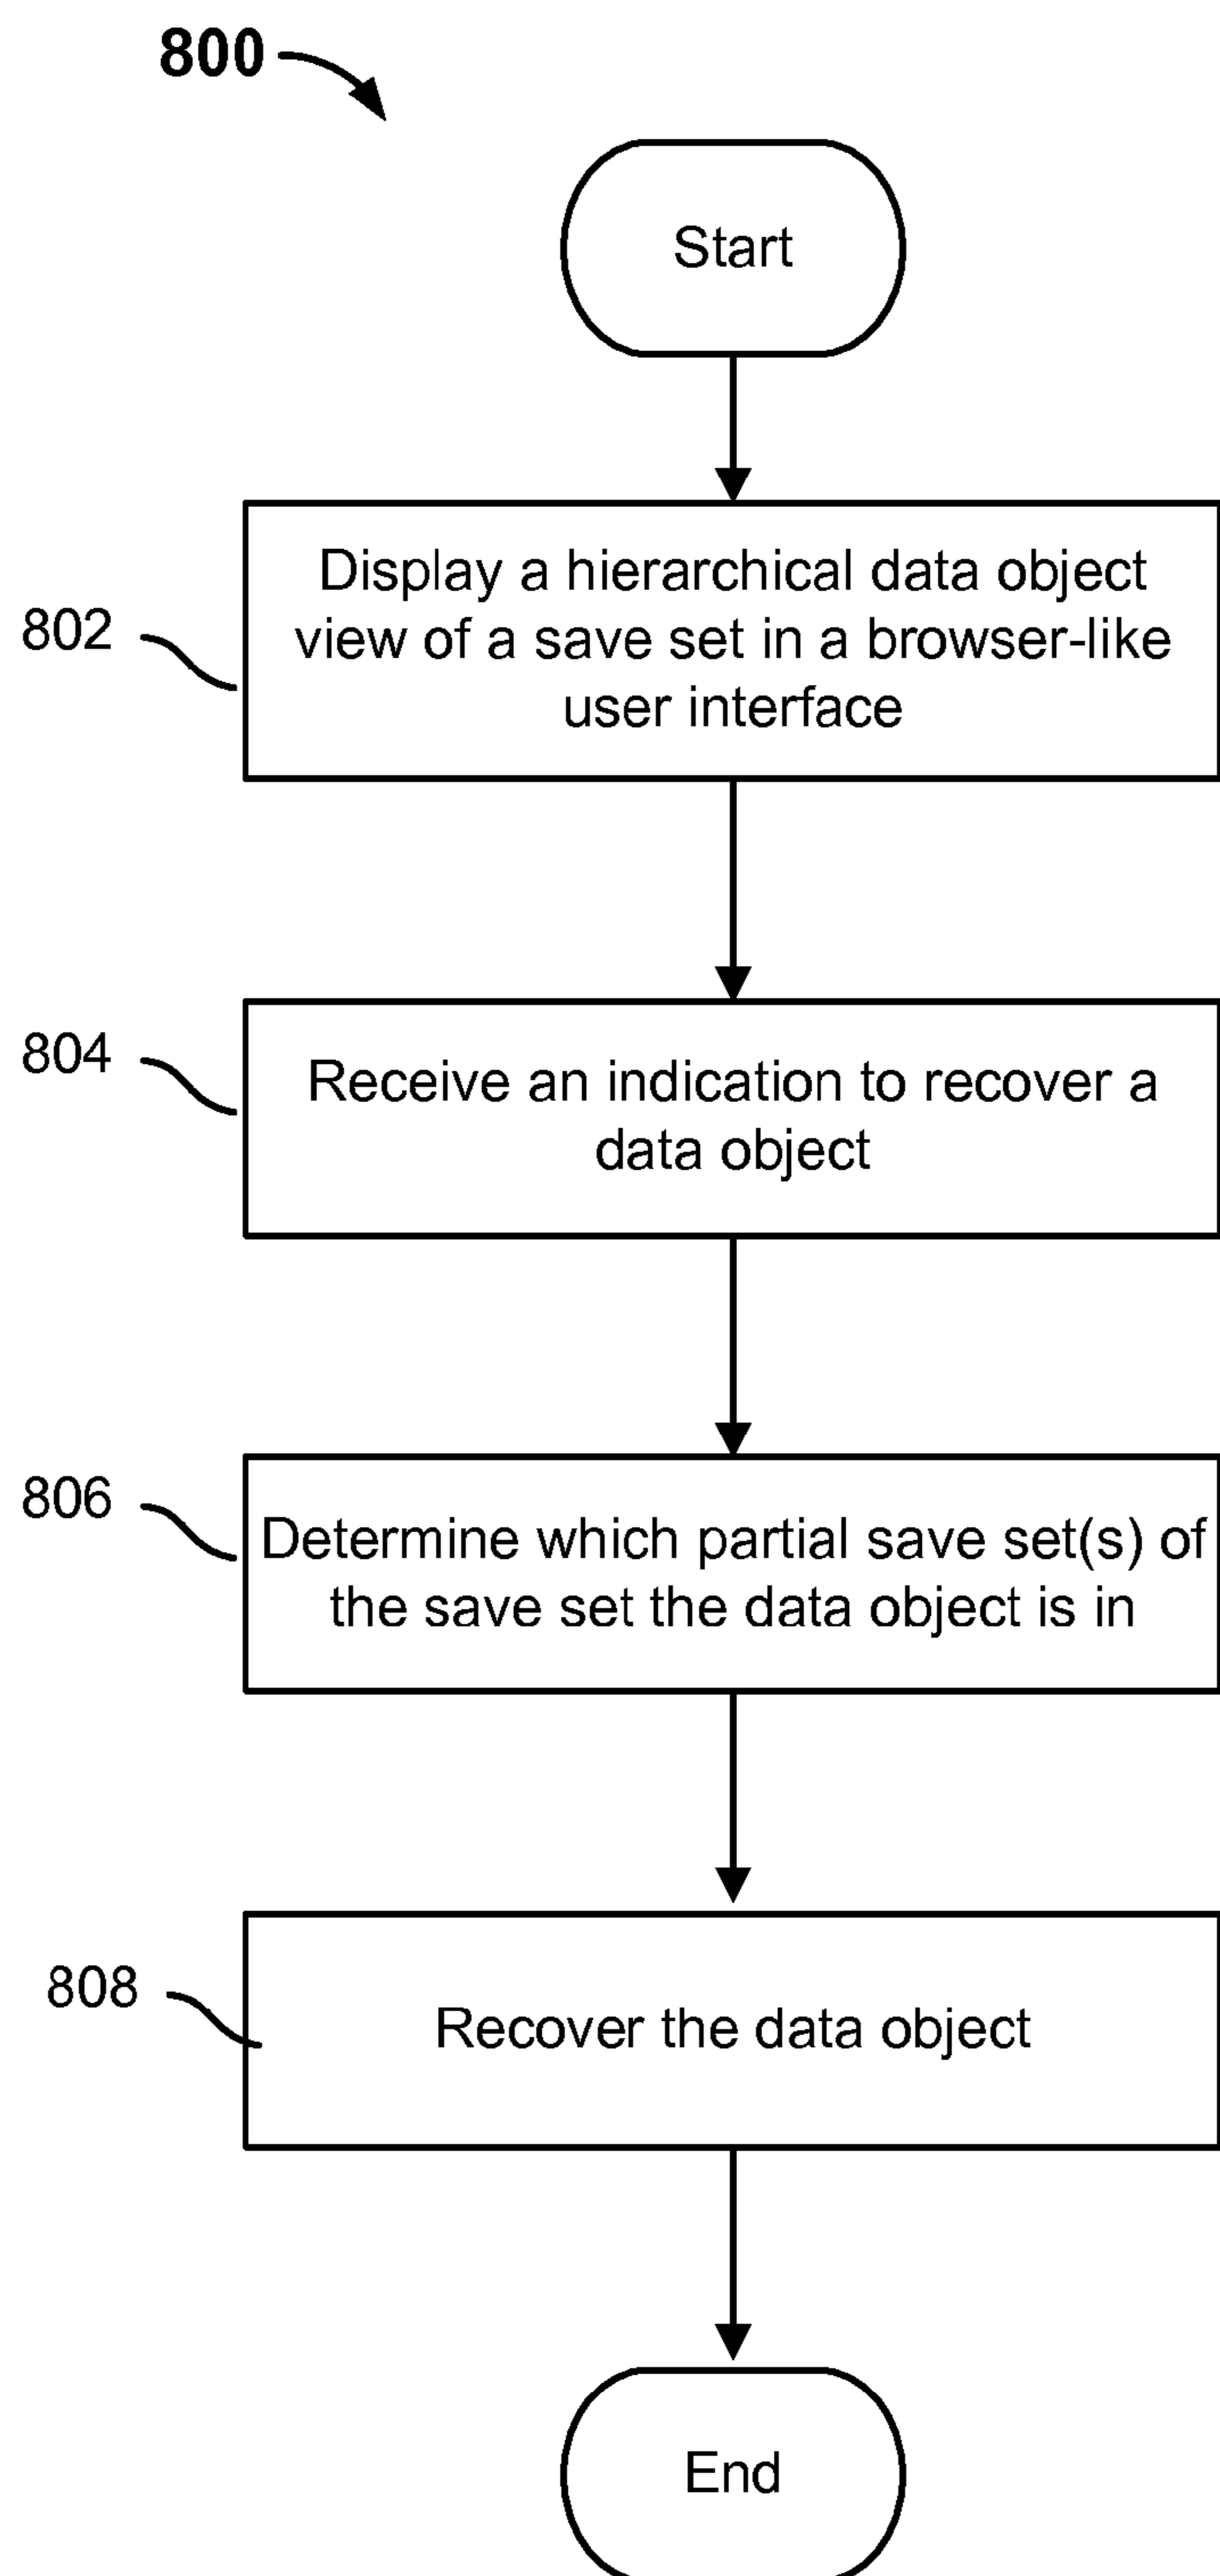 800
Start
802
Display a hierarchical data object
view of a save set in a browser-like
user interface
804
Receive an indication to recover a
data object
806
Determine which partial save set(s) of
the save set the data object is in
808
Recover the data object
End